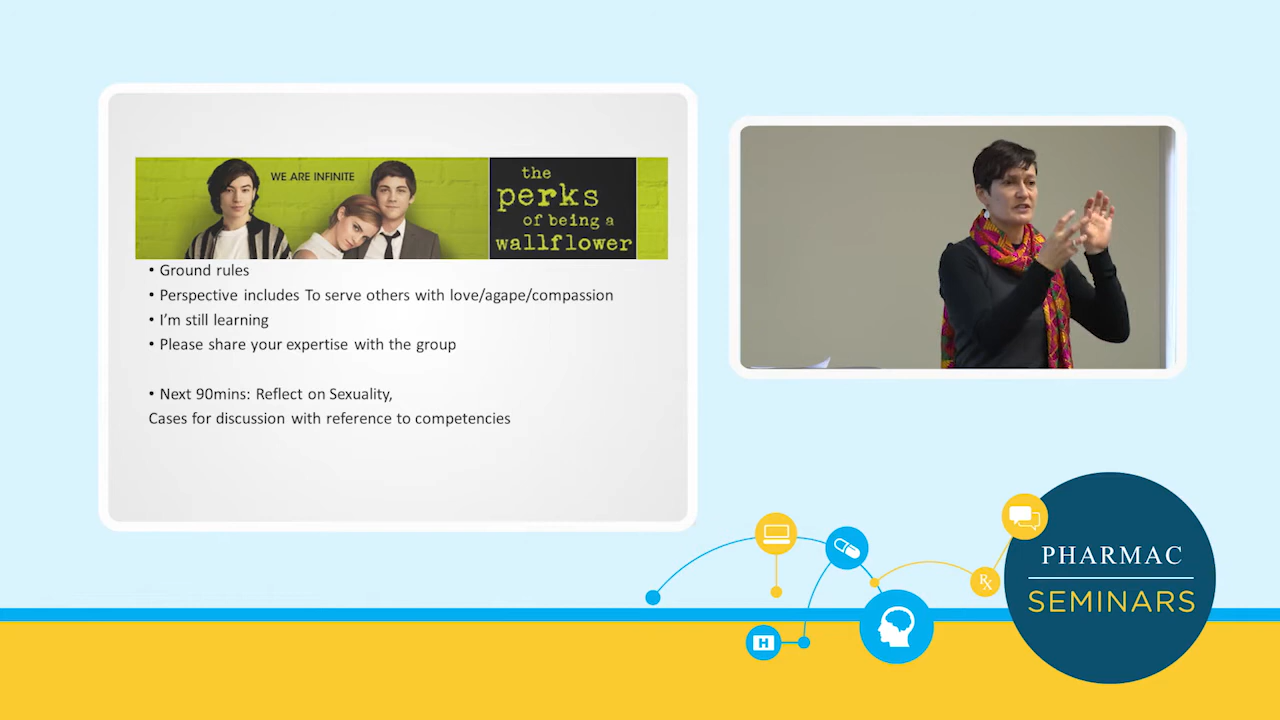 WE ARE INFINITE
the
perks
of being a
wallflower
• Ground rules
• Perspective includes To serve others with love/agape/compassion
• I'm still learning
• Please share your expertise with the group
• Next 90mins: Reflect on Sexuality,
Cases for discussion with reference to competencies
H
Rx
PHARMAC
SEMINARS